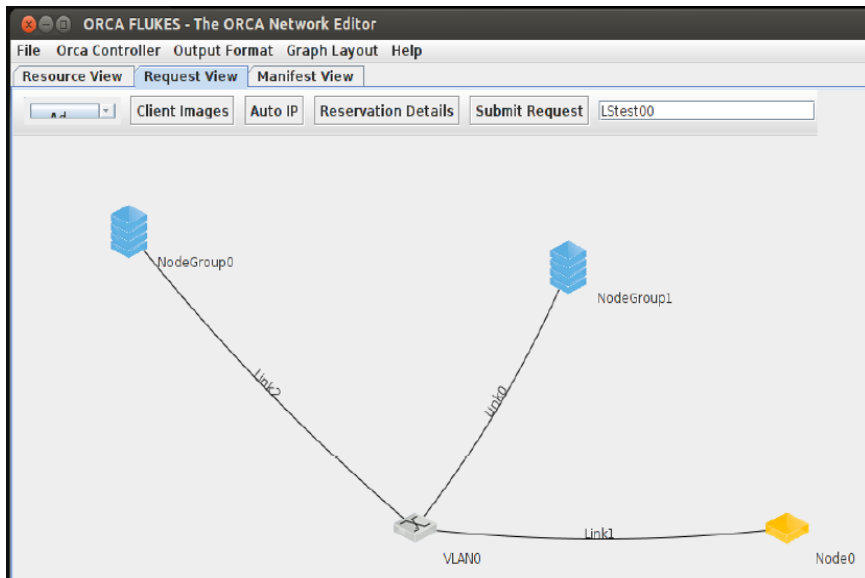 ORCA FLUKES - The ORCA Network Editor
File Orca Controller Output Format Graph Layout Help
Resource View Request View Manifest View
Ad Client Images Auto IP Reservation Details Submit Request LStest00
NodeGroup0
NodeGroup1
Link2
Link0
Link1
VLAN0
Node0